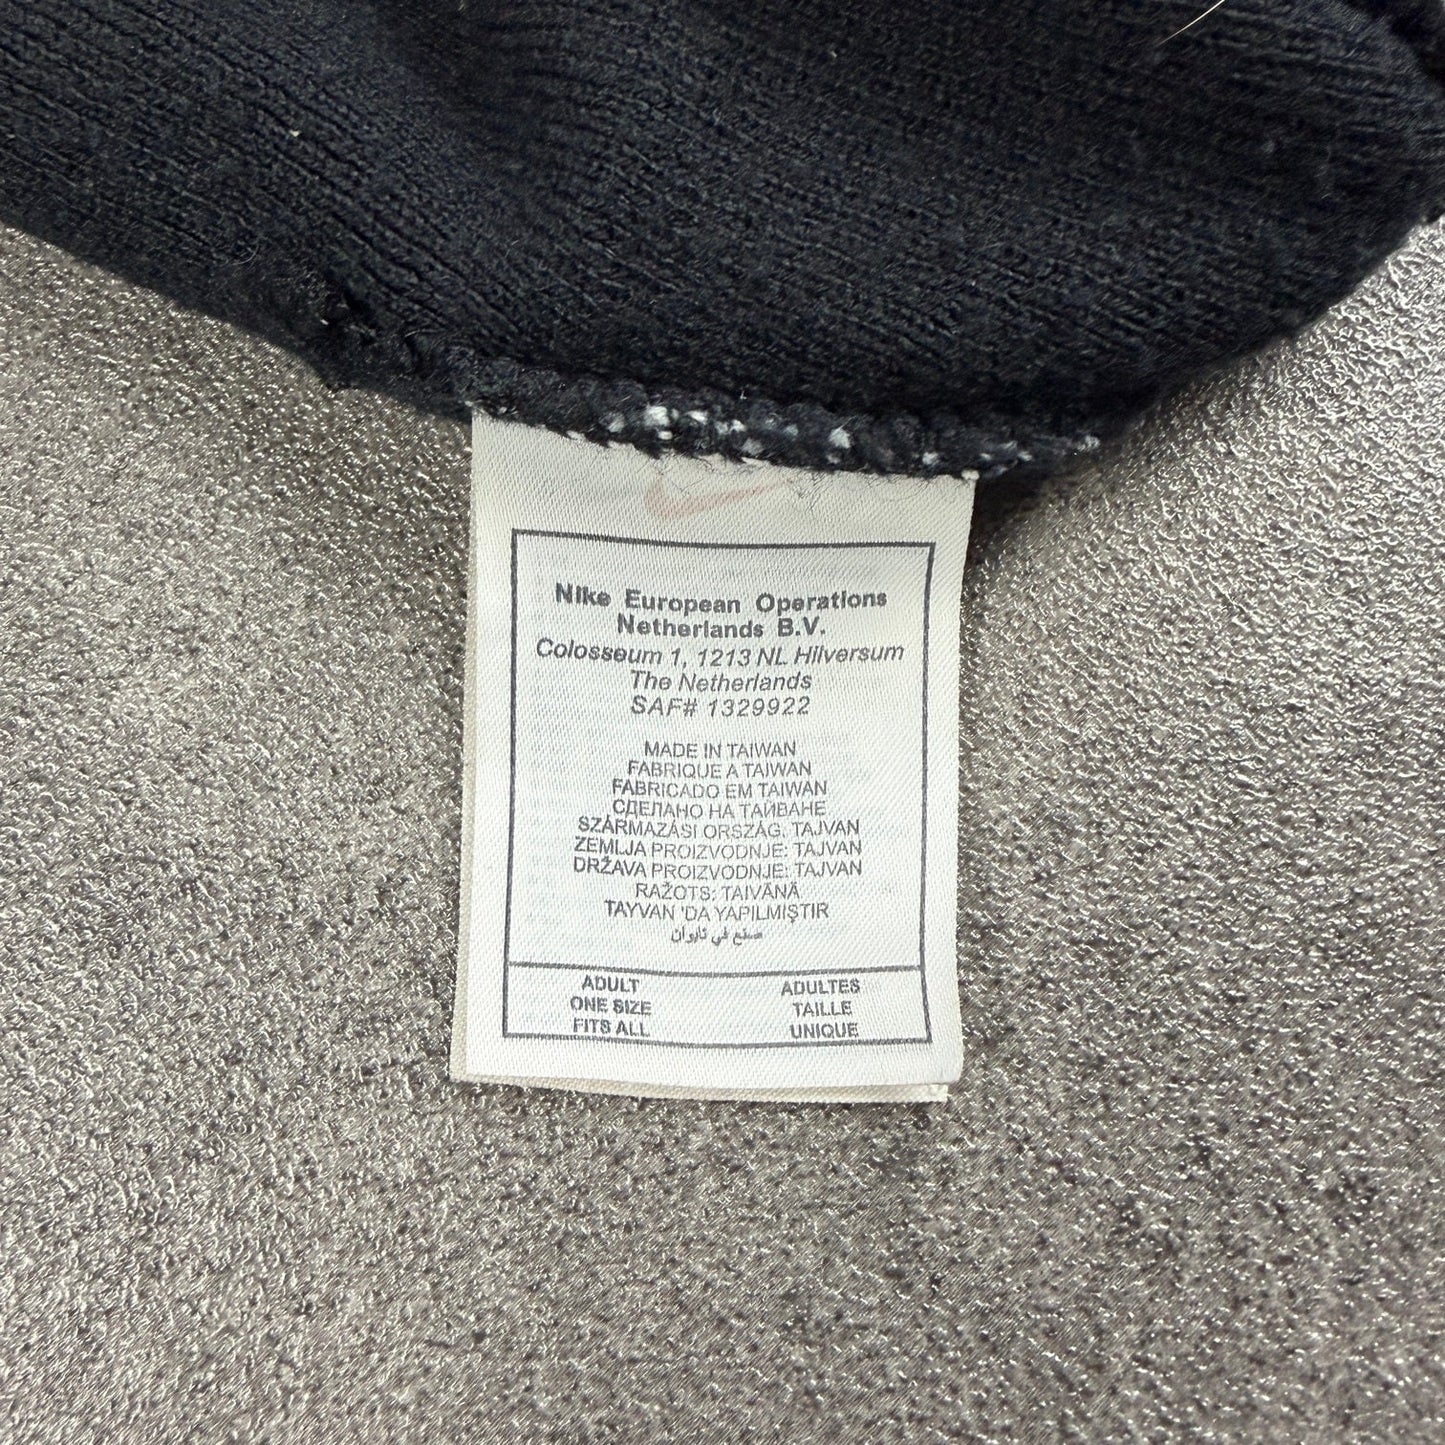 Nike European Operations
Netherlands B.V.
Colosseum 1, 1213 NL Hilversum
The Netherlands
SAF# 1329922
MADE IN TAIWAN
FABRIQUE A TAIWAN
FABRICADO EM TAIWAN
СДЕЛАНО НА ТАЙВАНЕ
SZÁRMAZÁSI ORSZÁG: TAJVAN
ZEMLJA PROIZVODNJE: TAJVAN
DRŽAVA PROIZVODNJE: TAJVAN
RAŽOTS: TAIVĀNĀ
TAYVAN 'DA YAPILMIŞTIR
صنع في تايوان
ADULT
ONE SIZE
FITS ALL
ADULTES
TAILLE
UNIQUE